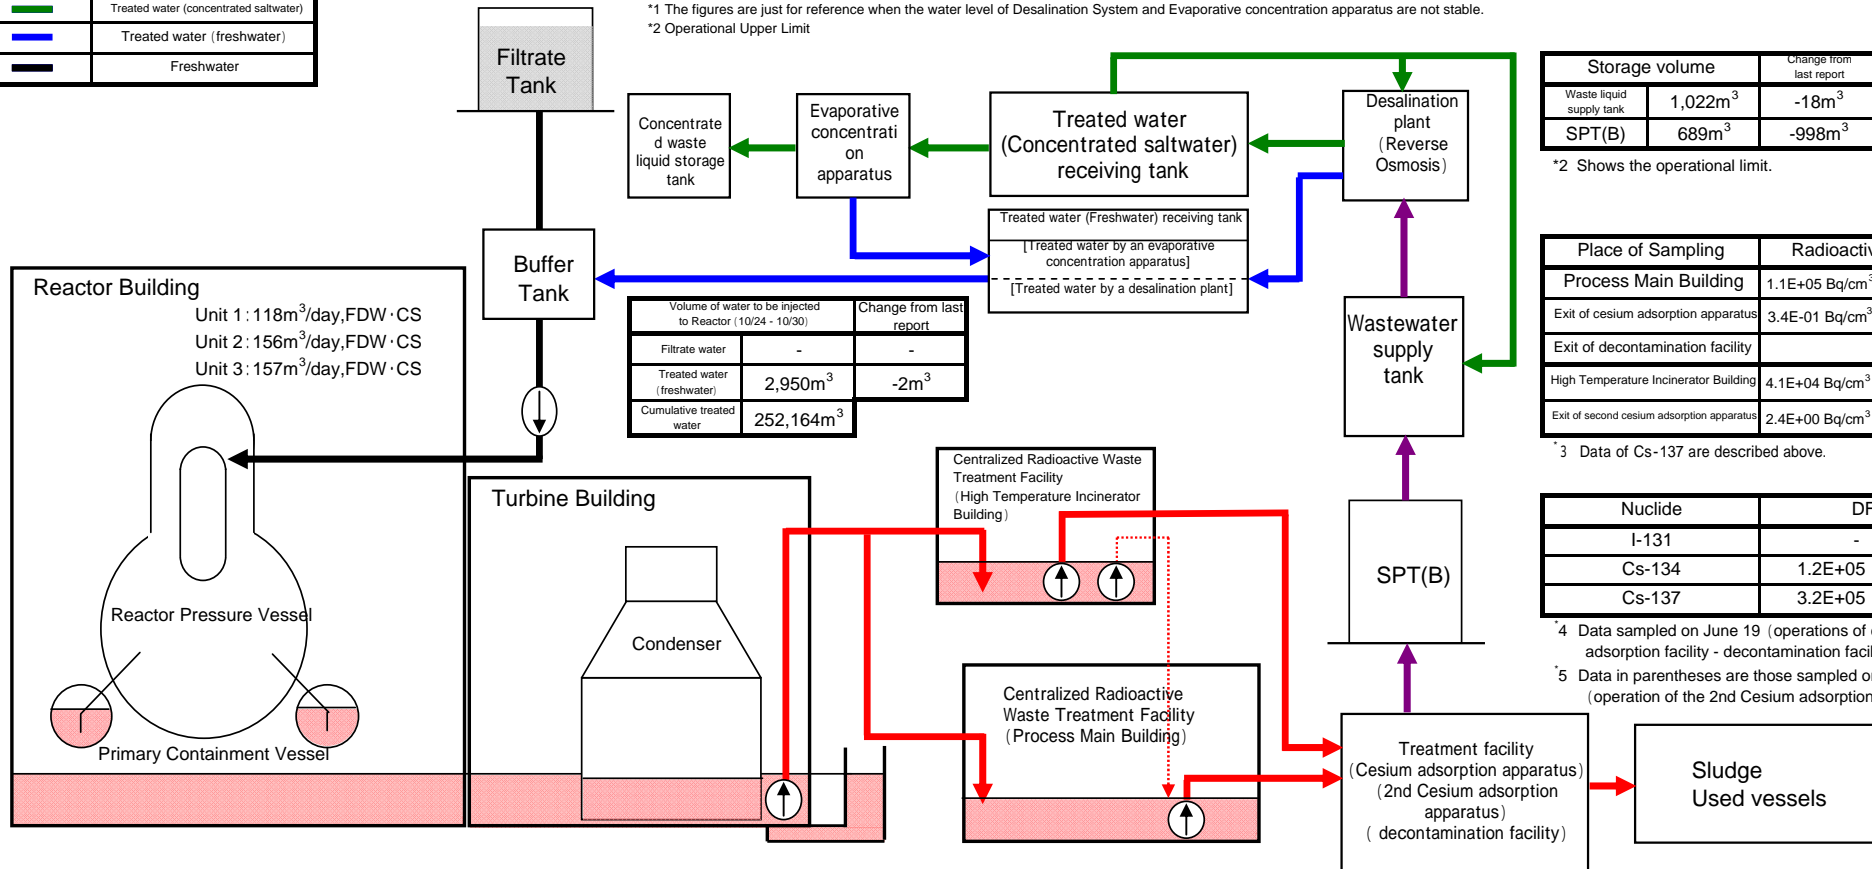 Treated water (concentrated saltwater)
Treated water (freshwater)
Freshwater
*1 The figures are just for reference when the water level of Desalination System and Evaporative concentration apparatus are not stable.
*2 Operational Upper Limit
Filtrate
Tank
Concentrate
d waste
liquid storage
tank
Evaporative
concentrati
on
apparatus
Treated water
(Concentrated saltwater)
receiving tank
Desalination
plant
(Reverse
Osmosis)
Storage volume
Change from
last report
Waste liquid
supply tank
1,022m³
-18m³
SPT(B)
689m³
-998m³
*2 Shows the operational limit.
Treated water (Freshwater) receiving tank
[Treated water by an evaporative
concentration apparatus]
[Treated water by a desalination plant]
Buffer
Tank
Volume of water to be injected
to Reactor (10/24 - 10/30)
Change from last
report
Filtrate water
-
-
Treated water
(freshwater)
2,950m³
-2m³
Cumulative treated
water
252,164m³
Wastewater
supply
tank
Place of Sampling
Radioactiv
Process Main Building
1.1E+05 Bq/cm³
Exit of cesium adsorption apparatus
3.4E-01 Bq/cm³
Exit of decontamination facility
High Temperature Incinerator Building
4.1E+04 Bq/cm³
Exit of second cesium adsorption apparatus
2.4E+00 Bq/cm³
*3 Data of Cs-137 are described above.
Reactor Building
Unit 1:118m³/day,FDW・CS
Unit 2:156m³/day,FDW・CS
Unit 3:157m³/day,FDW・CS
Reactor Pressure Vessel
Primary Containment Vessel
Turbine Building
Condenser
Centralized Radioactive Waste
Treatment Facility
(High Temperature Incinerator
Building)
Centralized Radioactive
Waste Treatment Facility
(Process Main Building)
SPT(B)
Nuclide
DF
I-131
-
Cs-134
1.2E+05
Cs-137
3.2E+05
*4 Data sampled on June 19 (operations of
adsorption facility - decontamination facil
*5 Data in parentheses are those sampled o
(operation of the 2nd Cesium adsorption
Treatment facility
(Cesium adsorption apparatus)
(2nd Cesium adsorption
apparatus)
( decontamination facility)
Sludge
Used vessels